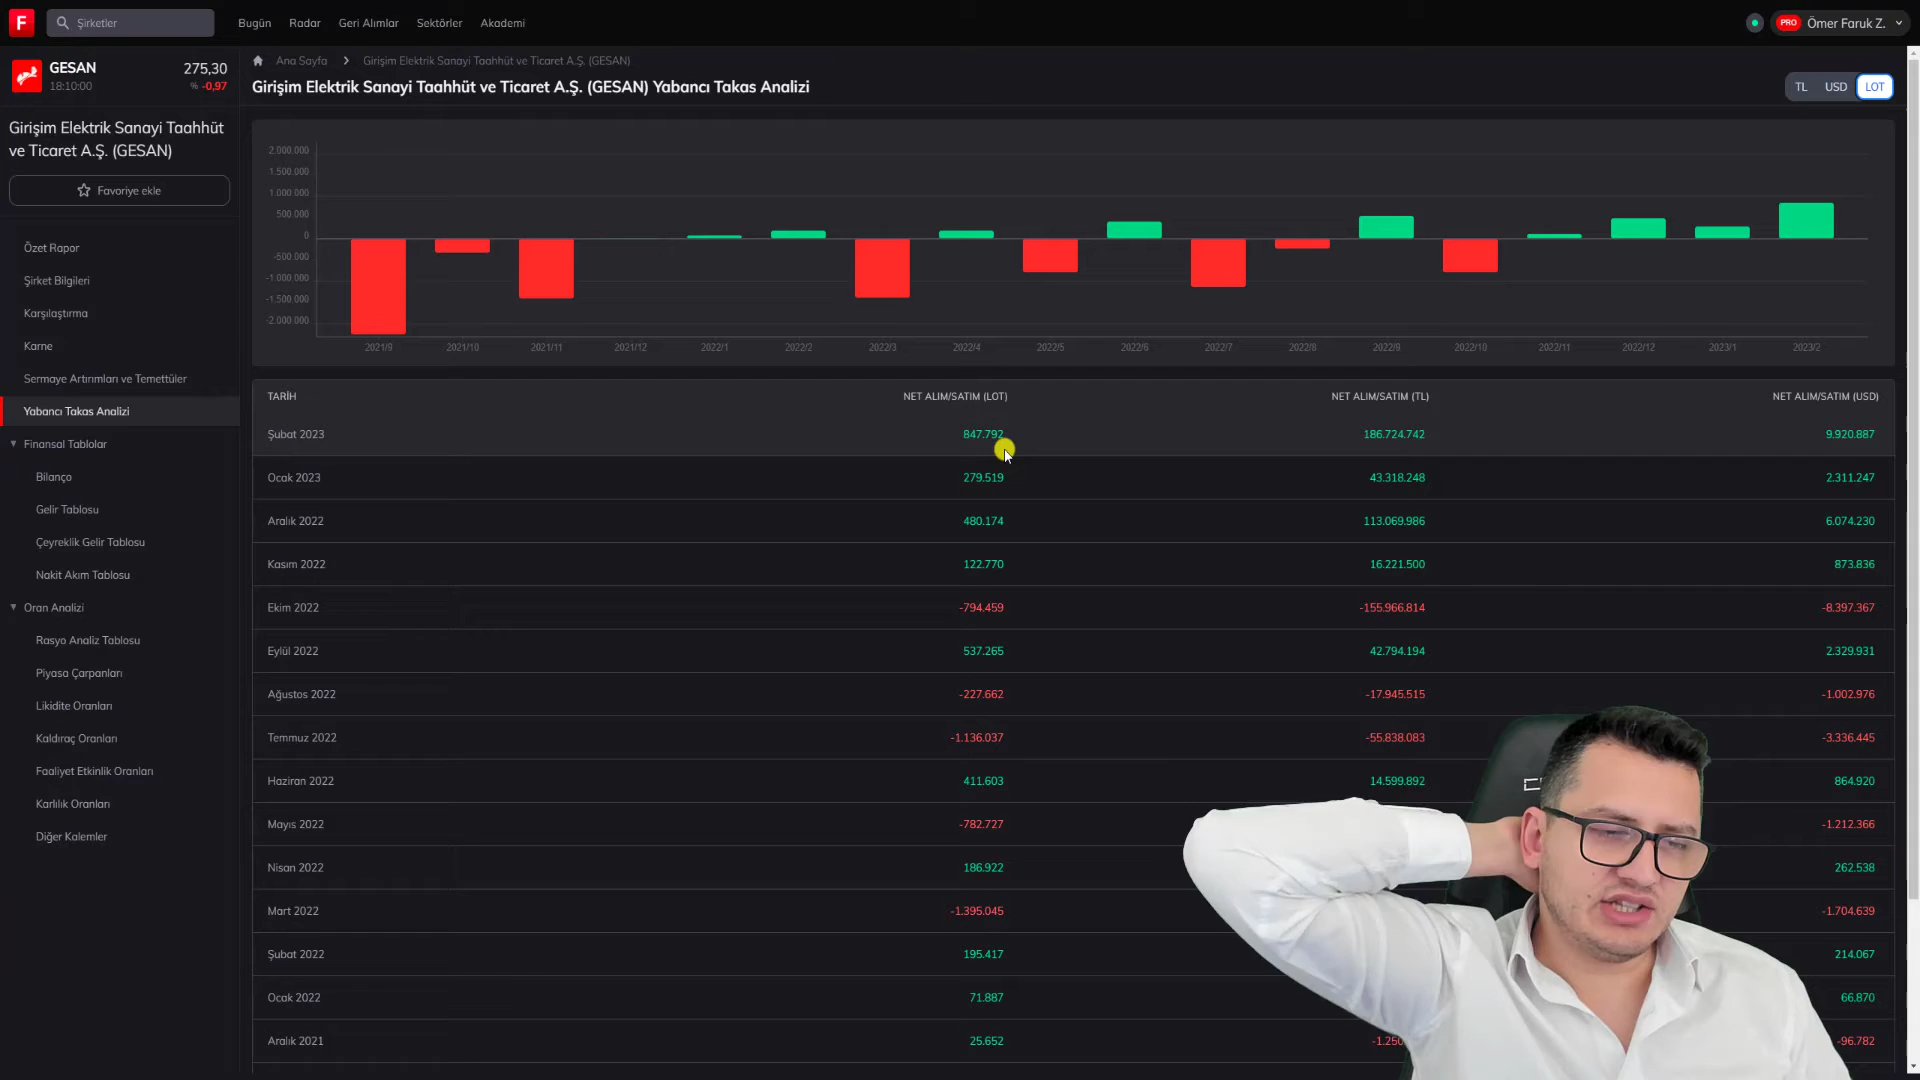 F Şirketler Bugün Radar Geri Alımlar Sektörler Akademi PRO Ömer Faruk Z.
GESAN 275,30
18:10:00 % -0,97
Girişim Elektrik Sanayi Taahhüt
ve Ticaret A.Ş. (GESAN)
Favoriye ekle
Özet Rapor
Şirket Bilgileri
Karşılaştırma
Karne
Sermaye Artırımları ve Temettüler
Yabancı Takas Analizi
Finansal Tablolar
Bilanço
Gelir Tablosu
Çeyreklik Gelir Tablosu
Nakit Akım Tablosu
Oran Analizi
Rasyo Analiz Tablosu
Piyasa Çarpanları
Likidite Oranları
Kaldıraç Oranları
Faaliyet Etkinlik Oranları
Karlılık Oranları
Diğer Kalemler
Ana Sayfa Girişim Elektrik Sanayi Taahhüt ve Ticaret A.Ş. (GESAN)
Girişim Elektrik Sanayi Taahhüt ve Ticaret A.Ş. (GESAN) Yabancı Takas Analizi
TL USD LOT
2.000.000
1.500.000
1.000.000
500.000
0
-500.000
-1.000.000
-1.500.000
-2.000.000
2021/9 2021/10 2021/11 2021/12 2022/1 2022/2 2022/3 2022/4 2022/5 2022/6 2022/7 2022/8 2022/9 2022/10 2022/11 2022/12 2023/1 2023/2
TARİH NET ALIM/SATIM (LOT) NET ALIM/SATIM (TL) NET ALIM/SATIM (USD)
Şubat 2023 847.792 186.724.742 9.920.887
Ocak 2023 279.519 43.318.248 2.311.247
Aralık 2022 480.174 113.069.986 6.074.230
Kasım 2022 122.770 16.221.500 873.836
Ekim 2022 -794.459 -155.966.814 -8.397.367
Eylül 2022 537.265 42.794.194 2.329.931
Ağustos 2022 -227.662 -17.945.515 -1.002.976
Temmuz 2022 -1.136.037 -55.838.083 -3.336.445
Haziran 2022 411.603 14.599.892 864.920
Mayıs 2022 -782.727 -1.212.366
Nisan 2022 186.922 262.538
Mart 2022 -1.395.045 -1.704.639
Şubat 2022 195.417 214.067
Ocak 2022 71.887 66.870
Aralık 2021 25.652 -1.250 -96.782